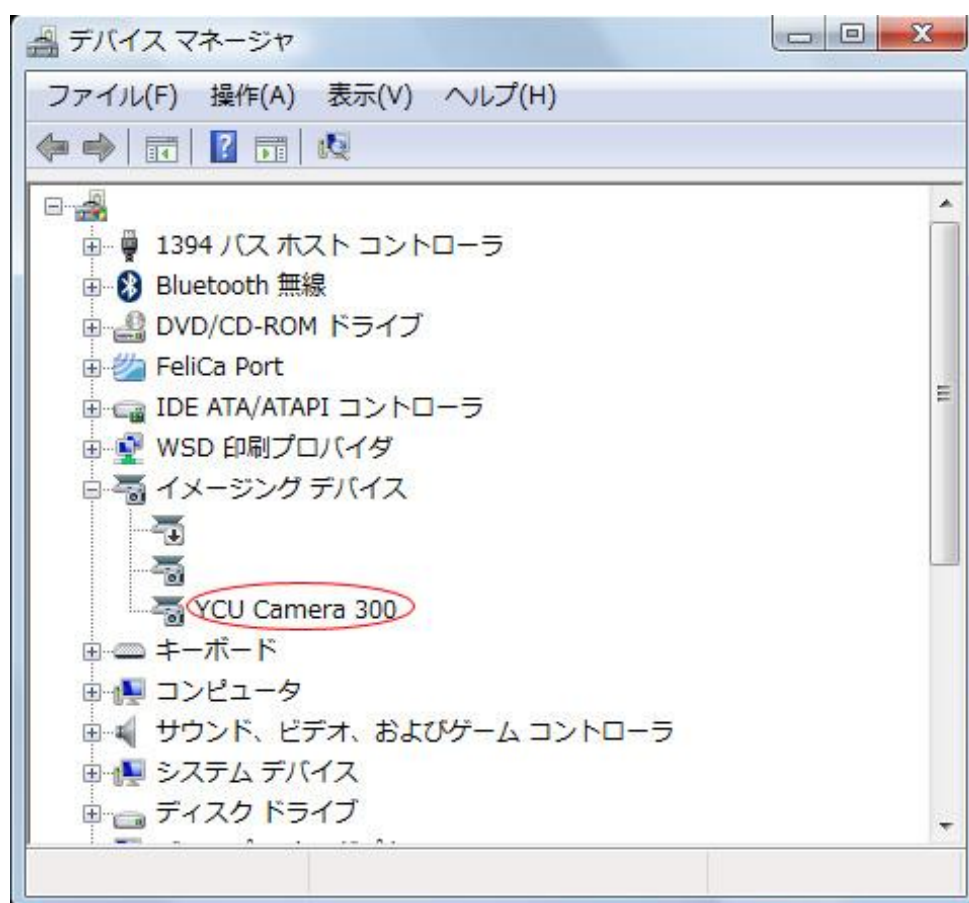 デバイス マネージャ
ファイル(F) 操作(A) 表示(V) ヘルプ(H)
1394 バス ホスト コントローラ
Bluetooth 無線
DVD/CD-ROM ドライブ
FeliCa Port
IDE ATA/ATAPI コントローラ
WSD 印刷プロバイダ
イメージング デバイス
YCU Camera 300
キーボード
コンピュータ
サウンド、ビデオ、およびゲーム コントローラ
システム デバイス
ディスク ドライブ